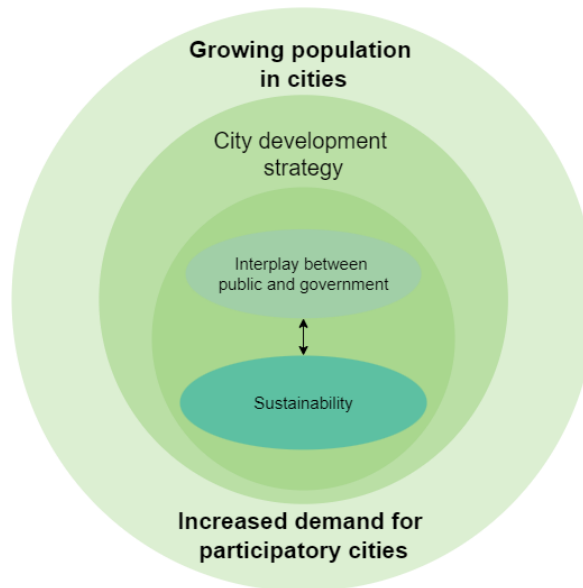 Growing population
in cities
City development
strategy
Interplay between
public and government
Sustainability
Increased demand for
participatory cities